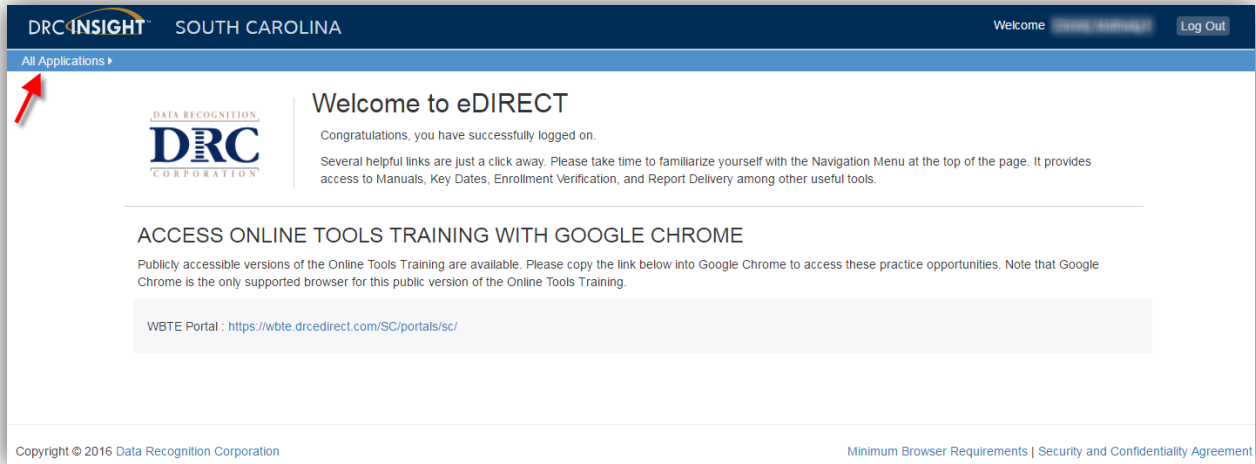 DRC INSIGHT™ SOUTH CAROLINA
Welcome
Log Out
All Applications
DATA RECOGNITION
DRC
CORPORATION
Welcome to eDIRECT
Congratulations, you have successfully logged on.
Several helpful links are just a click away. Please take time to familiarize yourself with the Navigation Menu at the top of the page. It provides
access to Manuals, Key Dates, Enrollment Verification, and Report Delivery among other useful tools.
ACCESS ONLINE TOOLS TRAINING WITH GOOGLE CHROME
Publicly accessible versions of the Online Tools Training are available. Please copy the link below into Google Chrome to access these practice opportunities. Note that Google
Chrome is the only supported browser for this public version of the Online Tools Training.
WBTE Portal : https://wbte.drcedirect.com/SC/portals/sc/
Copyright © 2016 Data Recognition Corporation
Minimum Browser Requirements | Security and Confidentiality Agreement